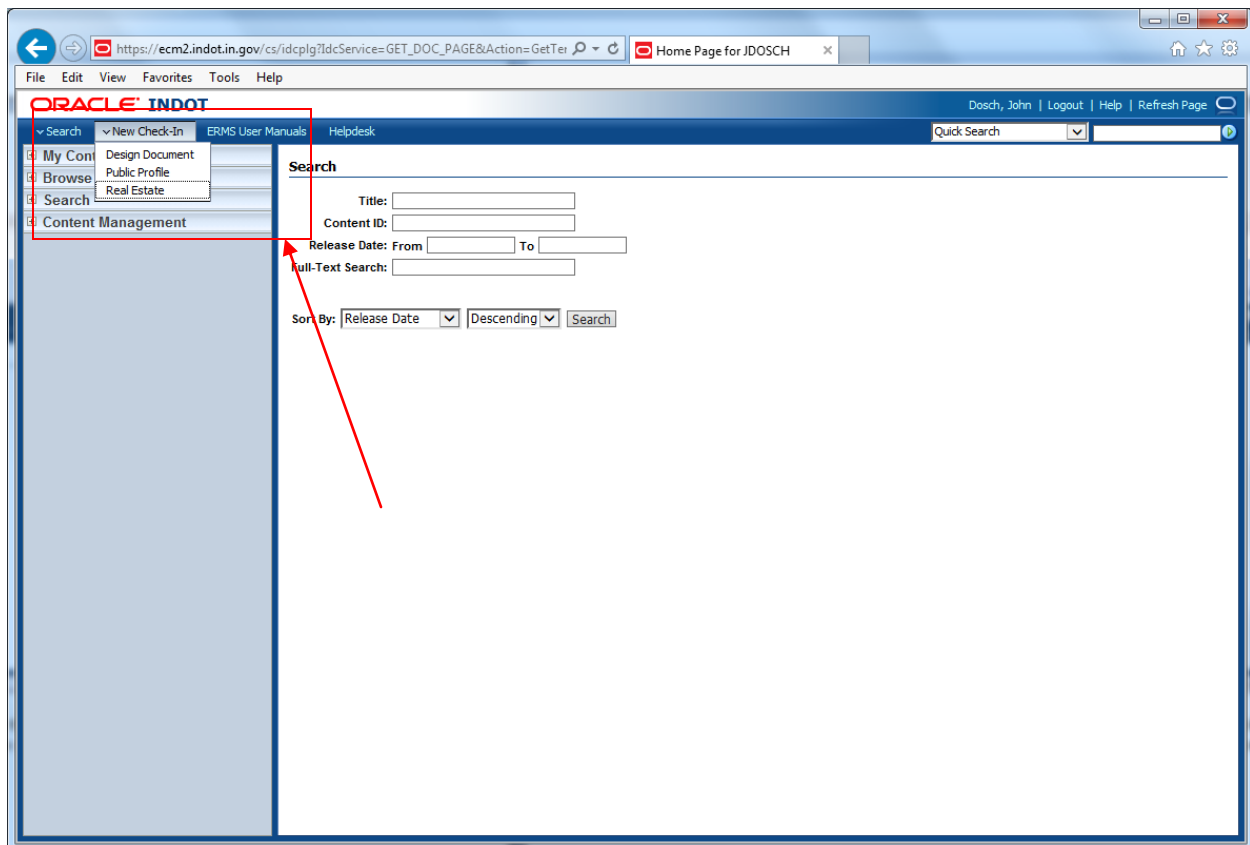 https://ecm2.indot.in.gov/cs/idcplg?IdcService=GET_DOC_PAGE&Action=GetTer
Home Page for JDOSCH
File Edit View Favorites Tools Help
ORACLE INDOT
Dosch, John | Logout | Help | Refresh Page
Search New Check-In ERMS User Manuals Helpdesk
Quick Search
My Cont
Design Document
Browse
Public Profile
Search
Real Estate
Content Management
Search
Title:
Content ID:
Release Date: From To
Full-Text Search:
Sort By: Release Date Descending Search